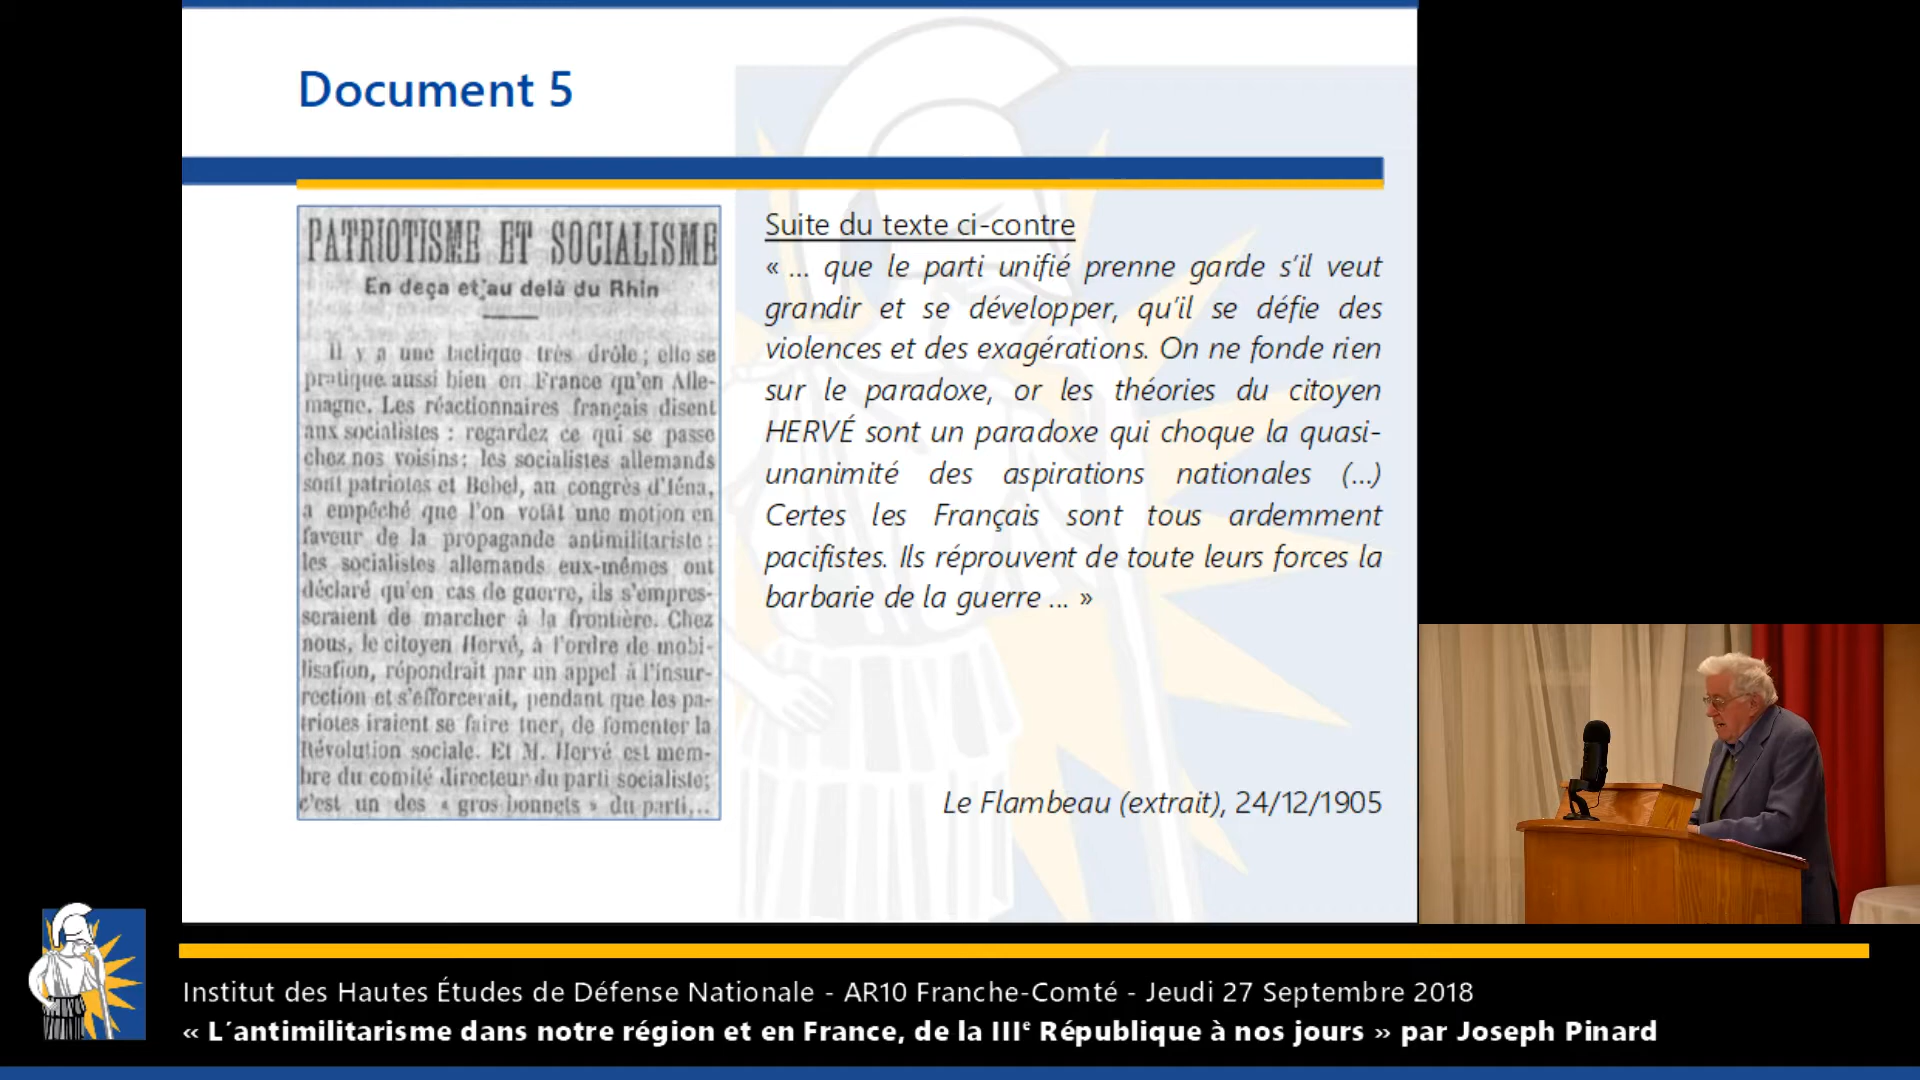 Document 5
PATRIOTISME ET SOCIALISME
En deça et au delà du Rhin
Il y a une tactique très drôle ; elle se
pratique aussi bien en France qu'en Alle-
magne. Les réactionnaires français disent
aux socialistes : regardez ce qui se passe
chez nos voisins : les socialistes allemands
sont patriotes et Bebel, au congrès d'Iéna,
a empêché que l'on votât une motion en
faveur de la propagande antimilitariste :
les socialistes allemands eux-mêmes ont
déclaré qu'en cas de guerre, ils s'empres-
seraient de marcher à la frontière. Chez
nous, le citoyen Hervé, à l'ordre de mobi-
lisation, répondrait par un appel à l'insur-
rection et s'efforcerait, pendant que les pa-
triotes iraient se faire tuer, de fomenter la
Révolution sociale. Et M. Hervé est mem-
bre du comité directeur du parti socialiste;
c'est un des « gros bonnets » du parti...
Suite du texte ci-contre
« ... que le parti unifié prenne garde s'il veut
grandir et se développer, qu'il se défie des
violences et des exagérations. On ne fonde rien
sur le paradoxe, or les théories du citoyen
HERVÉ sont un paradoxe qui choque la quasi-
unanimité des aspirations nationales (...)
Certes les Français sont tous ardemment
pacifistes. Ils réprouvent de toute leurs forces la
barbarie de la guerre ... »
Le Flambeau (extrait), 24/12/1905
Institut des Hautes Études de Défense Nationale - AR10 Franche-Comté - Jeudi 27 Septembre 2018
« L´antimilitarisme dans notre région et en France, de la IIIe République à nos jours » par Joseph Pinard